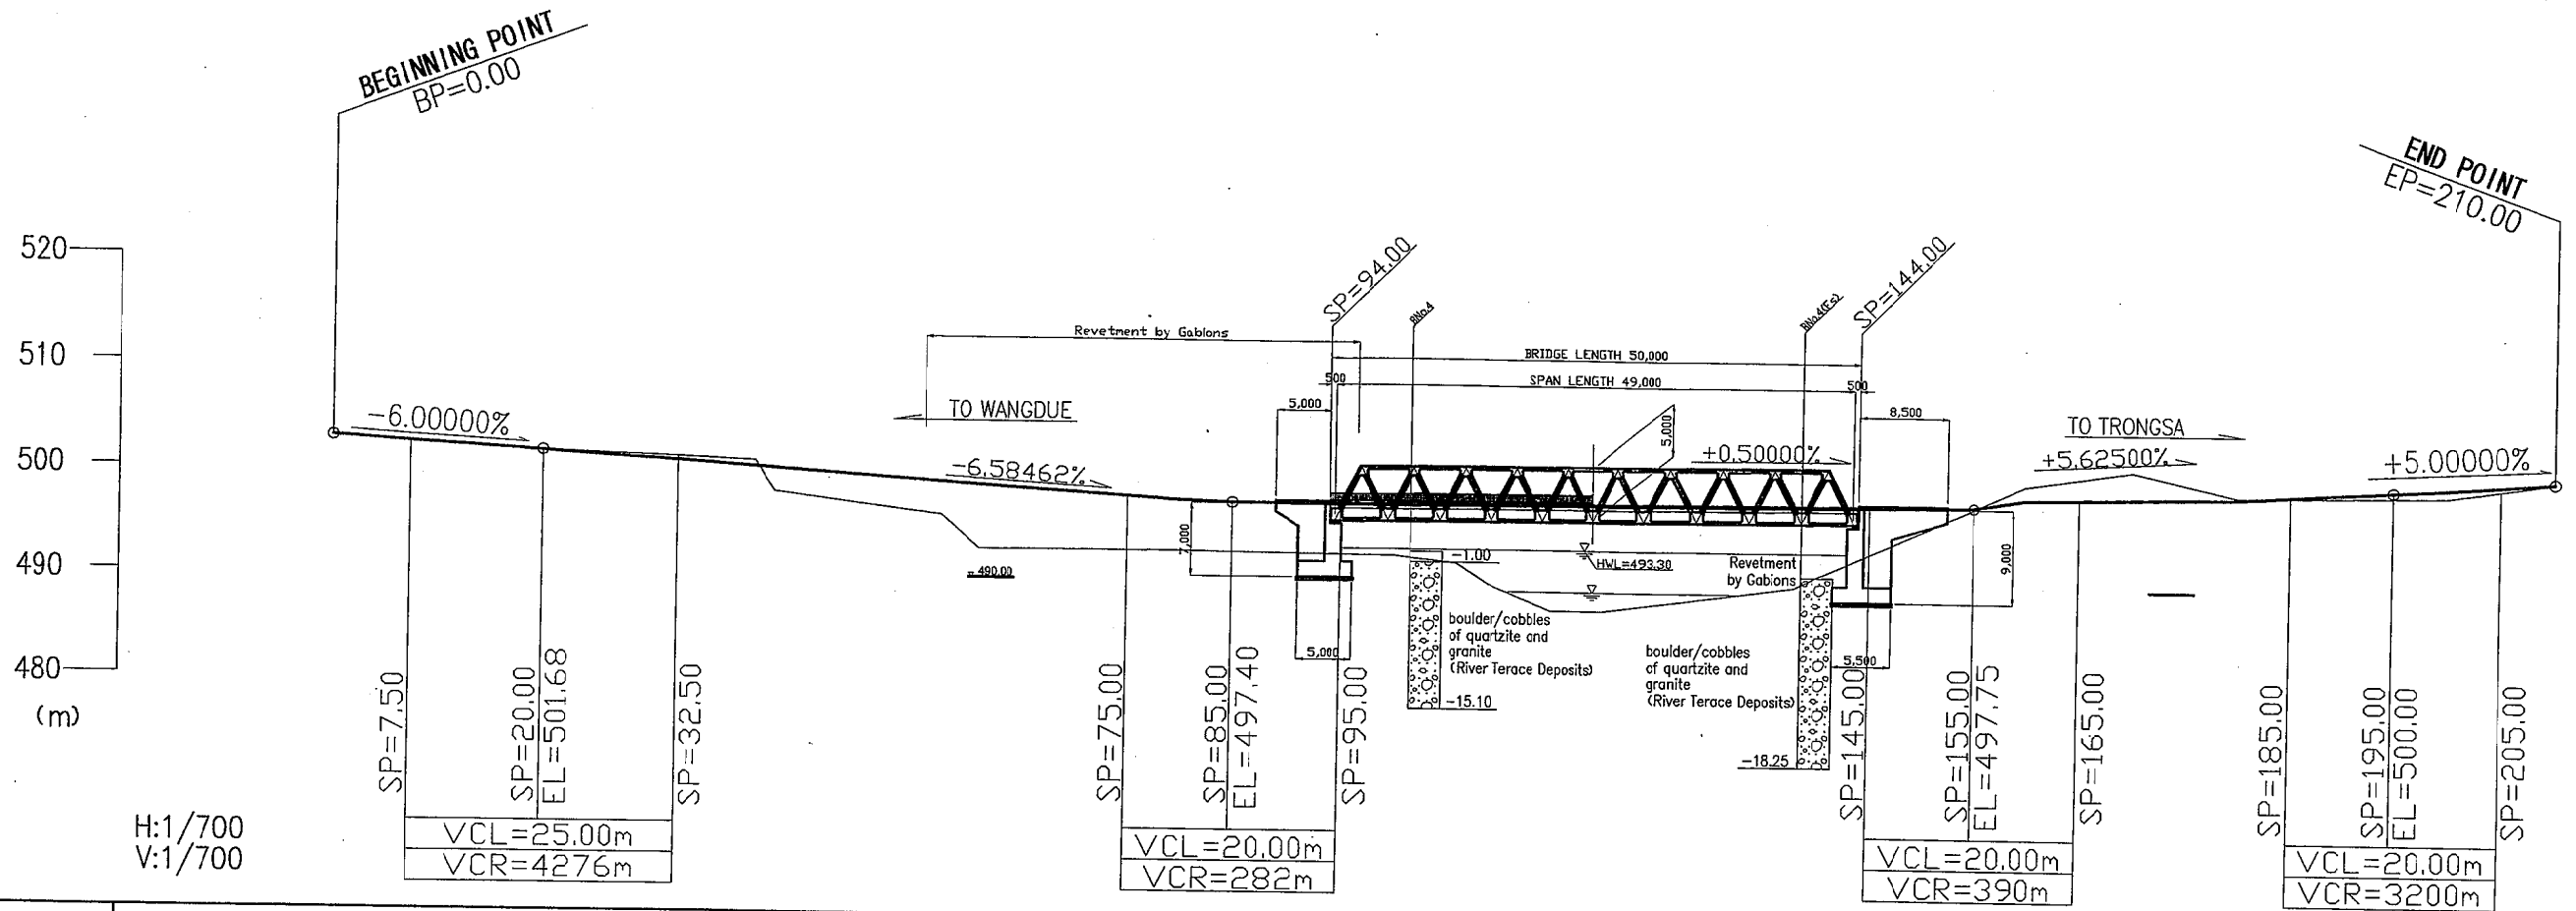 BEGINNING POINT
BP=0.00
END POINT
EP=210.00
520
510
500
490
480
(m)
H:1/700
V:1/700
-6.00000%
TO WANGDUE
-6.58462%
Revetment by Gabions
SP=94.00
BNo.4
BNo.4(Es)
SP=144.00
BRIDGE LENGTH 50,000
500
SPAN LENGTH 49,000
500
5,000
8,500
5,000
+0.50000%
TO TRONGSA
+5.62500%
+5.00000%
7,000
490.00
-1.00
HWL=493.30
Revetment
by Gabions
9,000
boulder/cobbles
of quartzite and
granite
(River Terace Deposits)
-15.10
boulder/cobbles
of quartzite and
granite
(River Terace Deposits)
-18.25
5,000
5,500
SP=7.50
SP=20.00
EL=501.68
SP=32.50
SP=75.00
SP=85.00
EL=497.40
SP=95.00
SP=145.00
SP=155.00
EL=497.75
SP=165.00
SP=185.00
SP=195.00
EL=500.00
SP=205.00
VCL=25.00m
VCR=4276m
VCL=20.00m
VCR=282m
VCL=20.00m
VCR=390m
VCL=20.00m
VCR=3200m